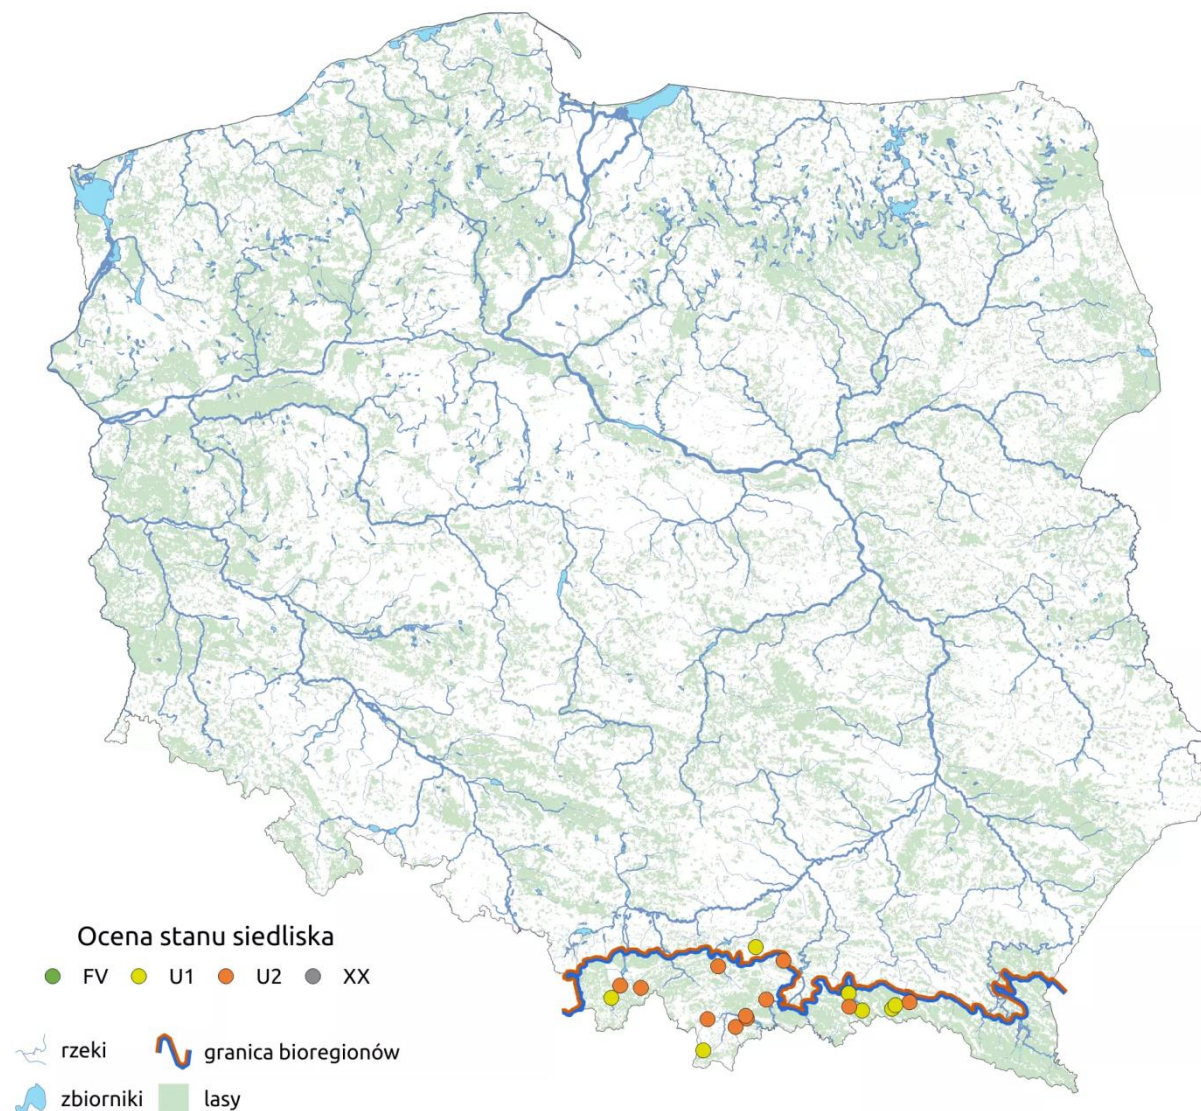 Ocena stanu siedliska
FV U1 U2 XX
rzeki granica bioregionów
zbiorniki lasy